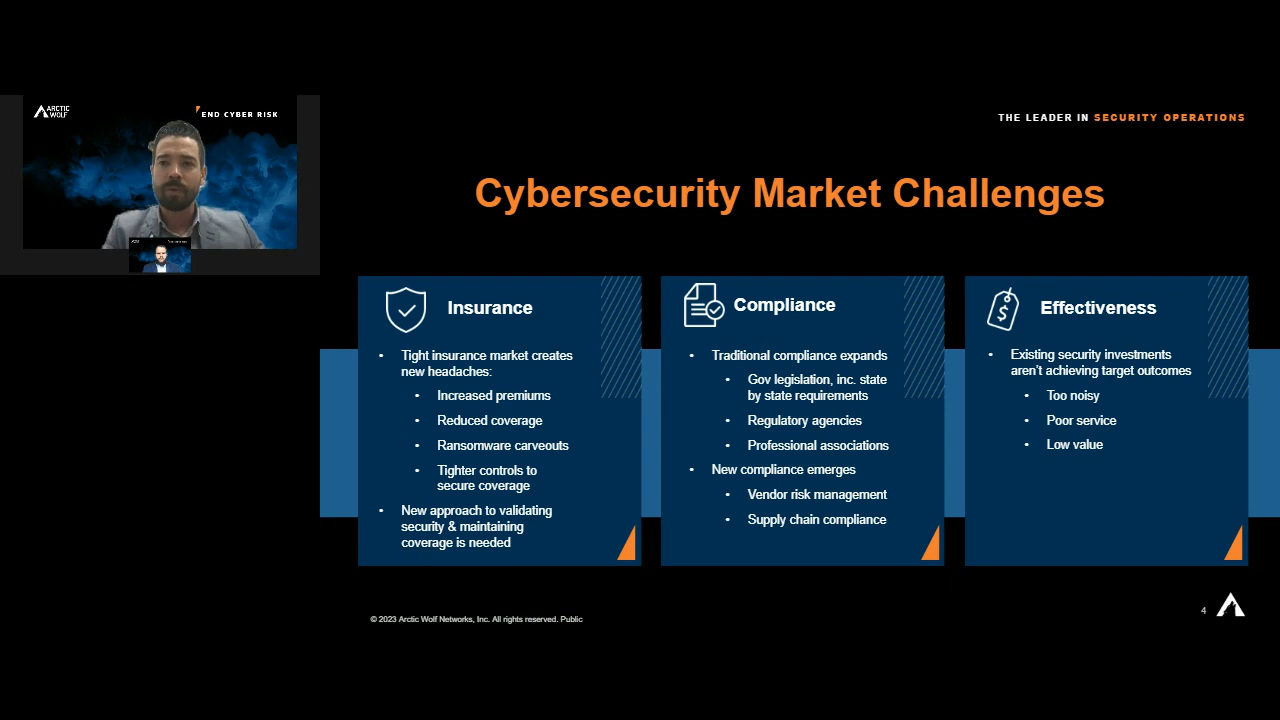 ARCTIC
WOLF
END CYBER RISK
THE LEADER IN SECURITY OPERATIONS
Cybersecurity Market Challenges
Insurance
• Tight insurance market creates
new headaches:
• Increased premiums
• Reduced coverage
• Ransomware carveouts
• Tighter controls to
secure coverage
• New approach to validating
security & maintaining
coverage is needed
Compliance
• Traditional compliance expands
• Gov legislation, inc. state
by state requirements
• Regulatory agencies
• Professional associations
• New compliance emerges
• Vendor risk management
• Supply chain compliance
Effectiveness
• Existing security investments
aren't achieving target outcomes
• Too noisy
• Poor service
• Low value
© 2023 Arctic Wolf Networks, Inc. All rights reserved. Public
4